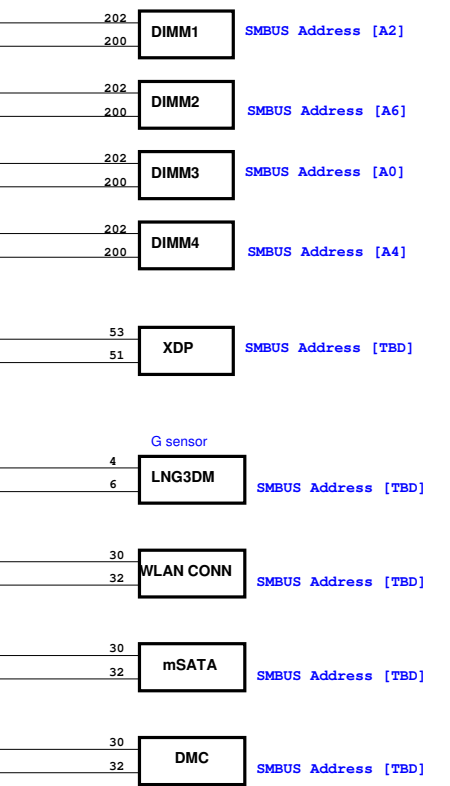 202
DIMM1 SMBUS Address [A2]
200
202
DIMM2
200 SMBUS Address [A6]
202
DIMM3 SMBUS Address [A0]
200
202
DIMM4
200 SMBUS Address [A4]
53
XDP SMBUS Address [TBD]
51
G sensor
4
LNG3DM
6 SMBUS Address [TBD]
30
WLAN CONN
32 SMBUS Address [TBD]
30
mSATA
32 SMBUS Address [TBD]
30
DMC
32 SMBUS Address [TBD]